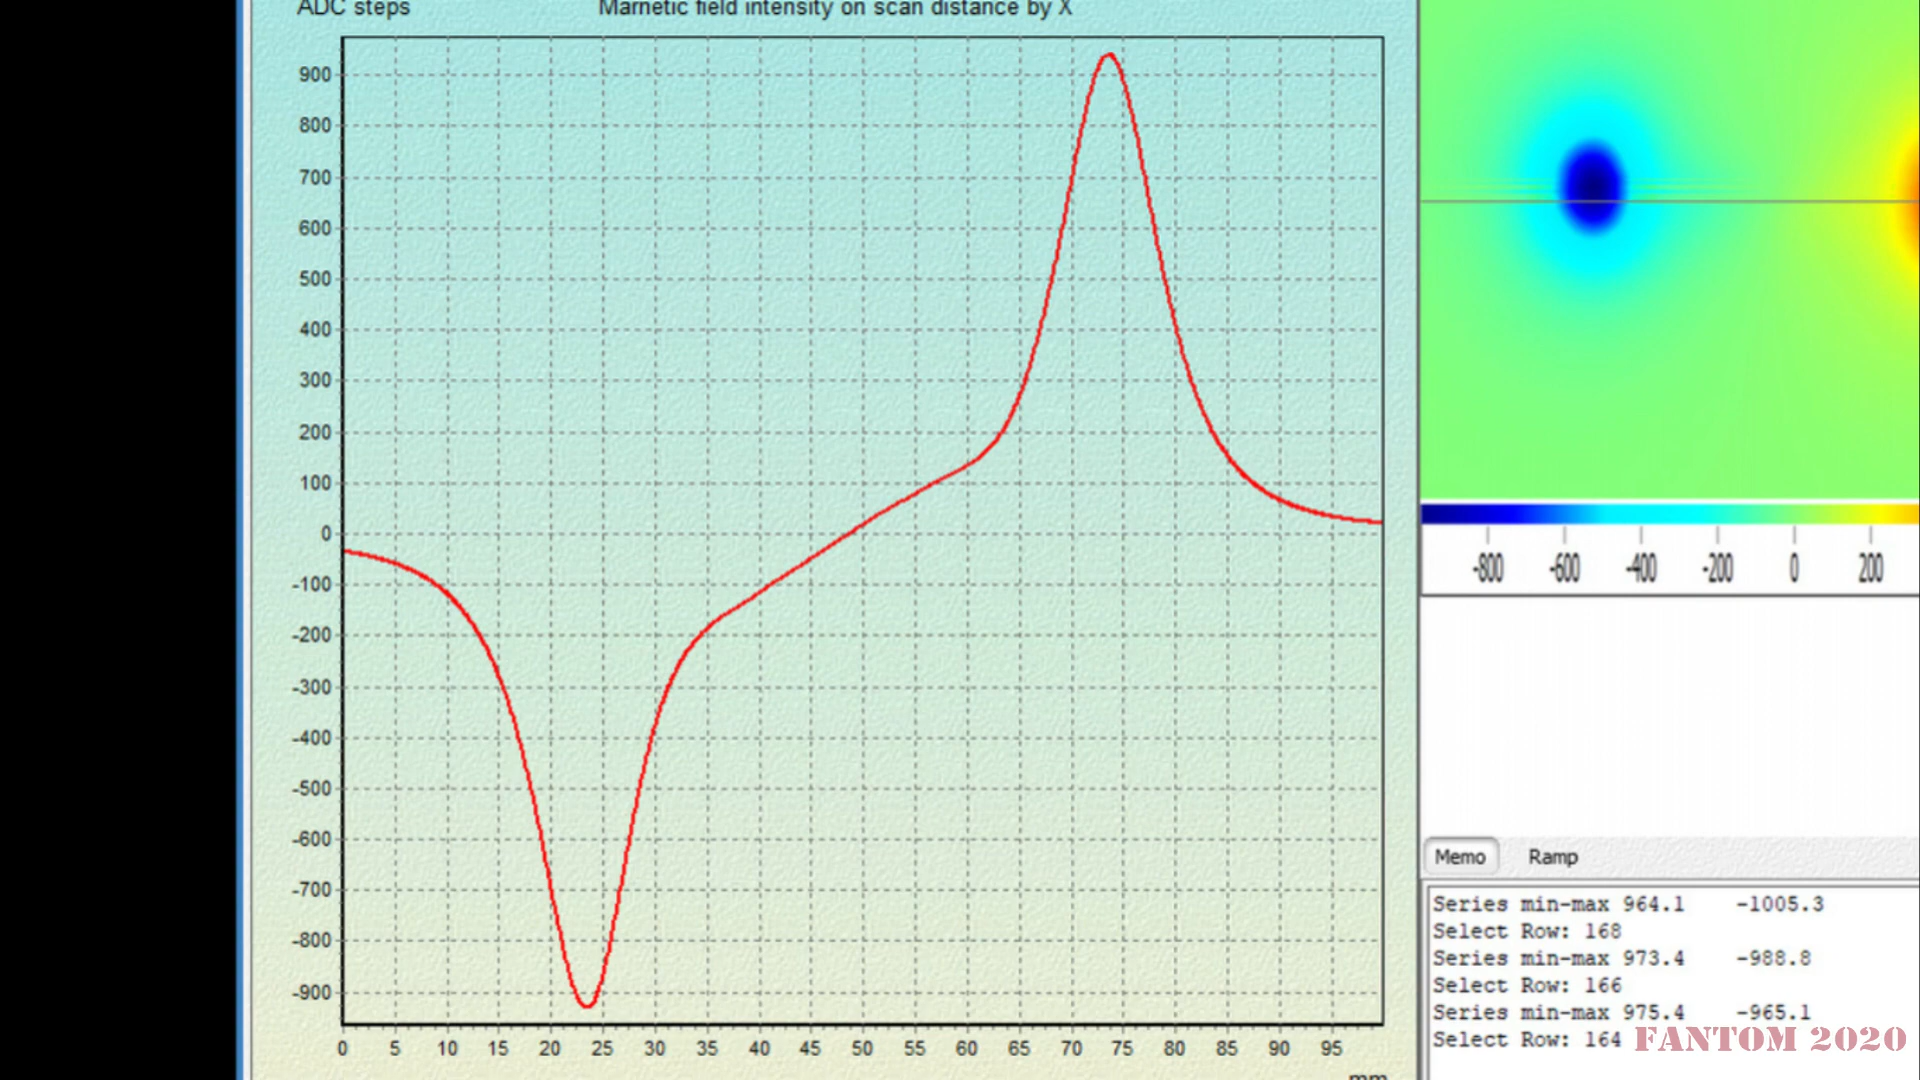 ADC steps
Marnetic field intensity on scan distance by X
900
800
700
600
500
400
300
200
100
0
-100
-200
-300
-400
-500
-600
-700
-800
-900
0 5 10 15 20 25 30 35 40 45 50 55 60 65 70 75 80 85 90 95
mm
-800 -600 -400 -200 0 200
Memo Ramp
Series min-max 964.1 -1005.3
Select Row: 168
Series min-max 973.4 -988.8
Select Row: 166
Series min-max 975.4 -965.1
Select Row: 164
FANTOM 2020